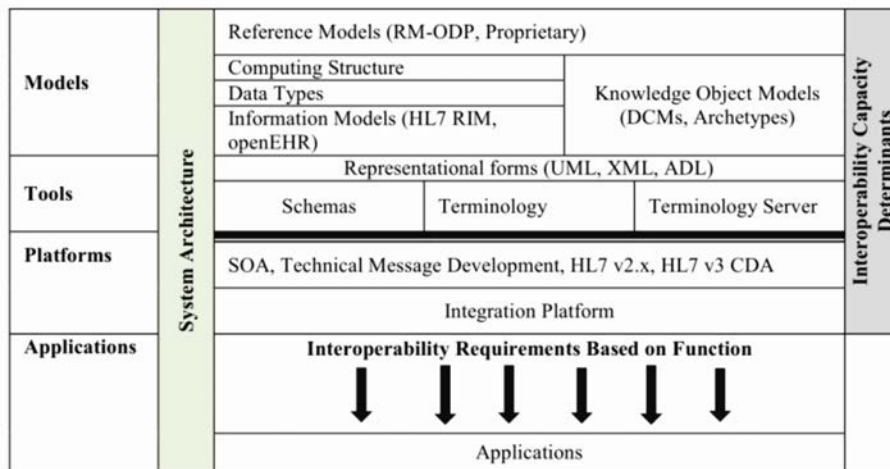 Models
Tools
Platforms
Applications
System Architecture
Reference Models (RM-ODP, Proprietary)
Computing Structure
Data Types
Information Models (HL7 RIM,
openEHR)
Knowledge Object Models
(DCMs, Archetypes)
Representational forms (UML, XML, ADL)
Schemas
Terminology
Terminology Server
SOA, Technical Message Development, HL7 v2.x, HL7 v3 CDA
Integration Platform
Interoperability Requirements Based on Function
Applications
Interoperability Capacity
Determinants